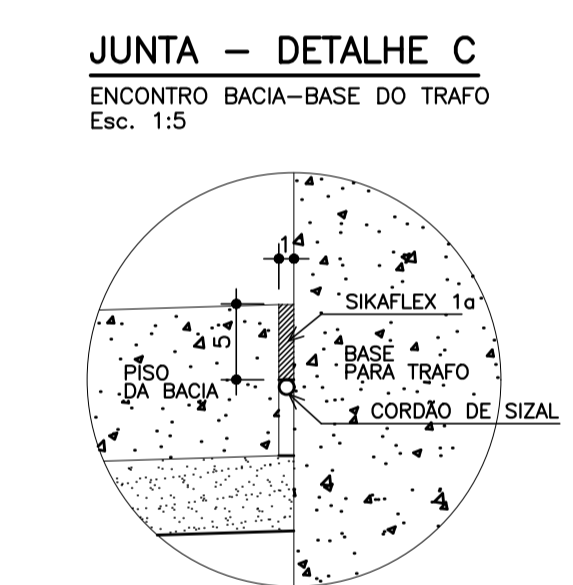 JUNTA – DETALHE C
ENCONTRO BACIA–BASE DO TRAFO
Esc. 1:5
1
SIKAFLEX 1a
5
BASE
PARA TRAFO
PISO
DA BACIA
CORDÃO DE SIZAL